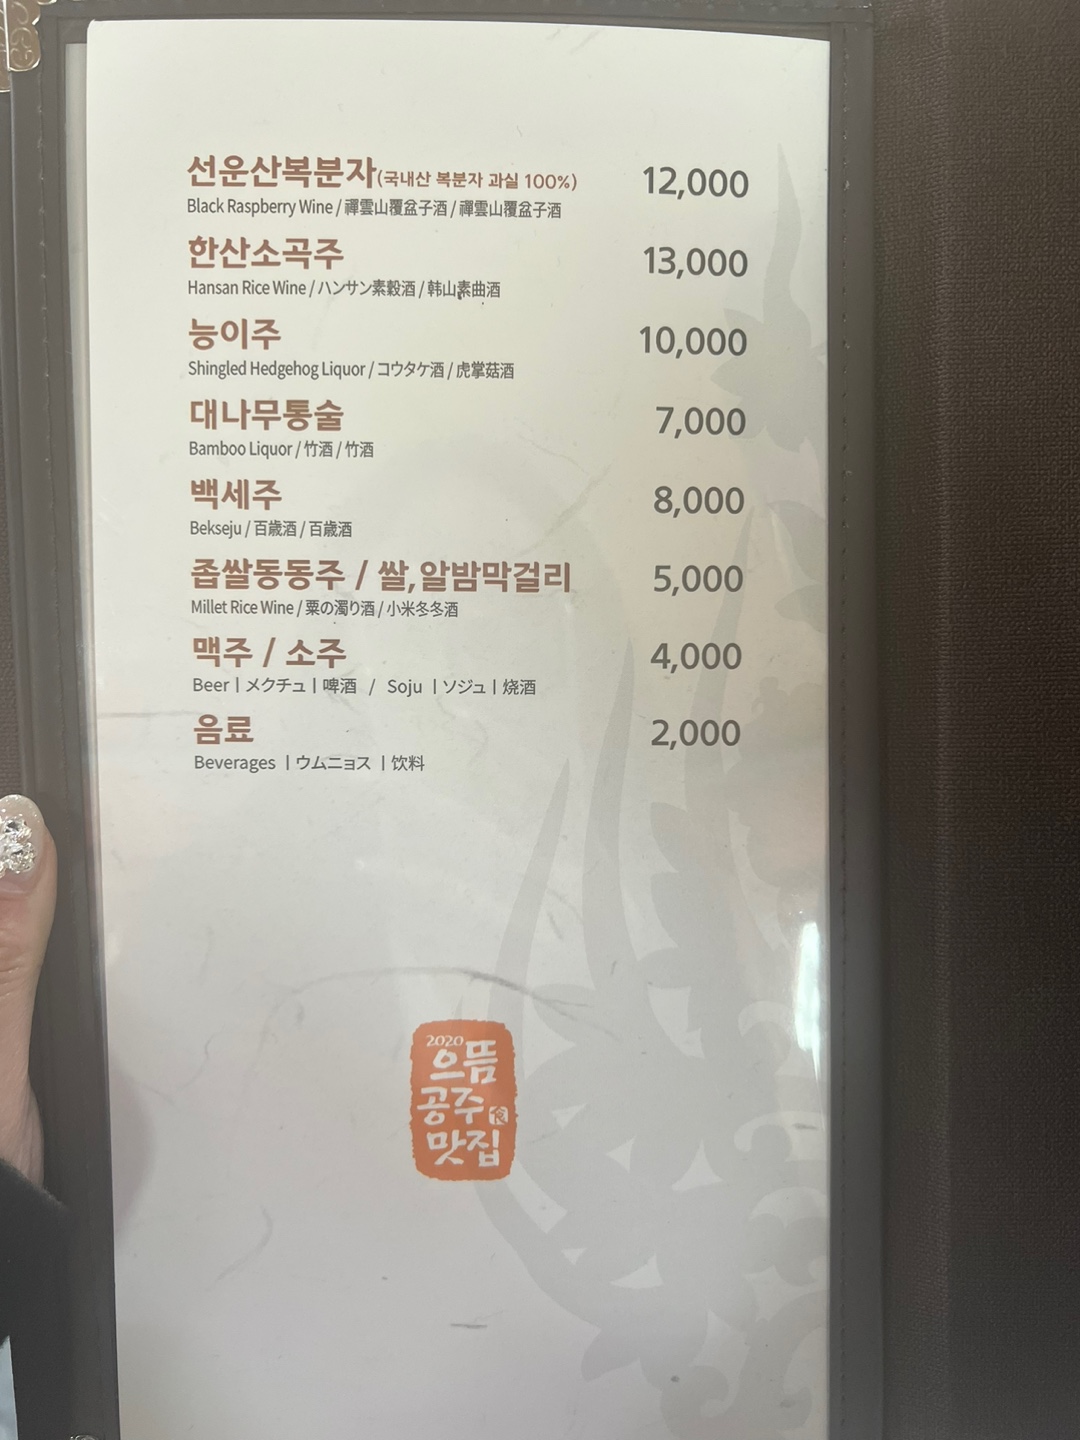 선운산복분자(국내산 복분자 과실 100%) 12,000
Black Raspberry Wine / 禪雲山覆盆子酒 / 禪雲山覆盆子酒
한산소곡주 13,000
Hansan Rice Wine / ハンサン素穀酒 / 韩山素曲酒
능이주 10,000
Shingled Hedgehog Liquor / コウタケ酒 / 虎掌菇酒
대나무통술 7,000
Bamboo Liquor / 竹酒 / 竹酒
백세주 8,000
Bekseju / 百歳酒 / 百歳酒
좁쌀동동주 / 쌀,알밤막걸리 5,000
Millet Rice Wine / 粟の濁り酒 / 小米冬冬酒
맥주 / 소주 4,000
Beer | メクチュ | 啤酒 / Soju | ソジュ | 烧酒
음료 2,000
Beverages | ウムニョス | 饮料
2020
으뜸
공주 食
맛집